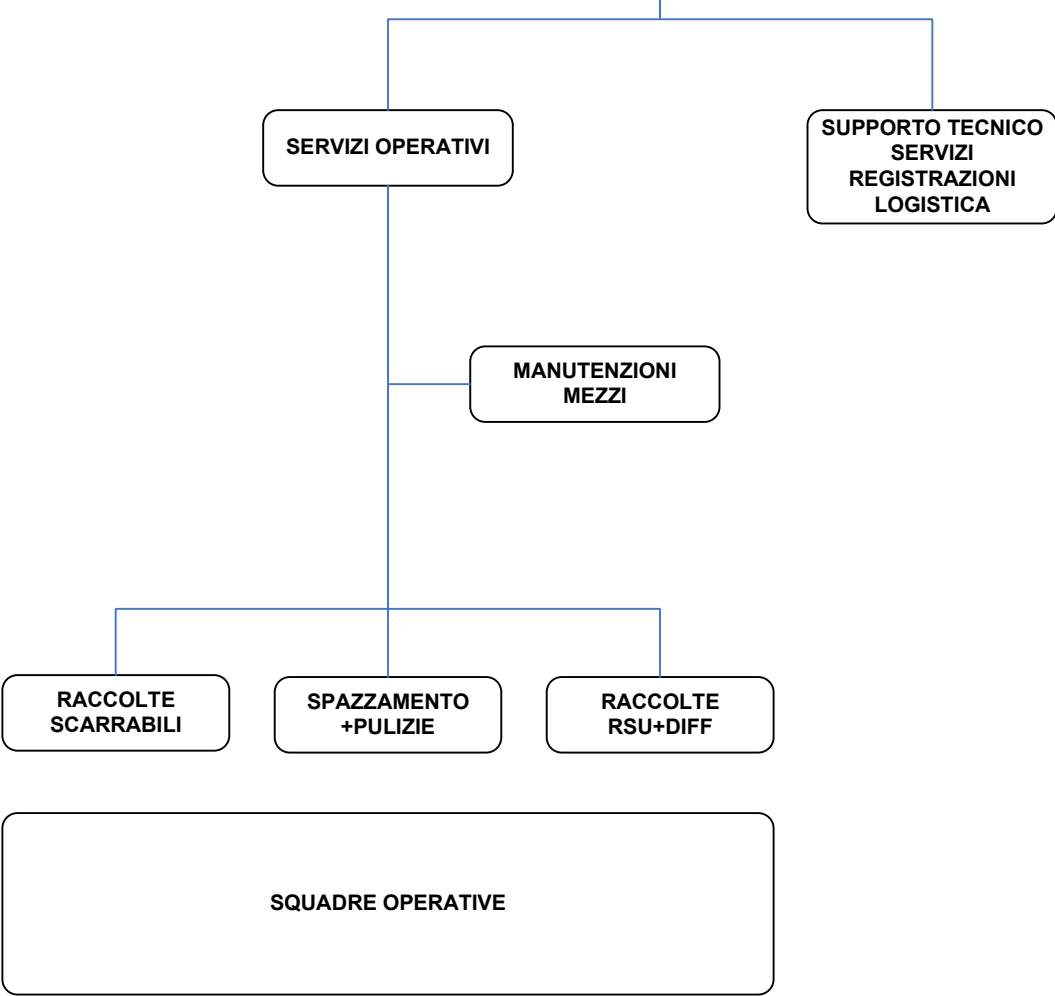 SERVIZI OPERATIVI
SUPPORTO TECNICO
SERVIZI
REGISTRAZIONI
LOGISTICA
MANUTENZIONI
MEZZI
RACCOLTE
SCARRABILI
SPAZZAMENTO
+PULIZIE
RACCOLTE
RSU+DIFF
SQUADRE OPERATIVE